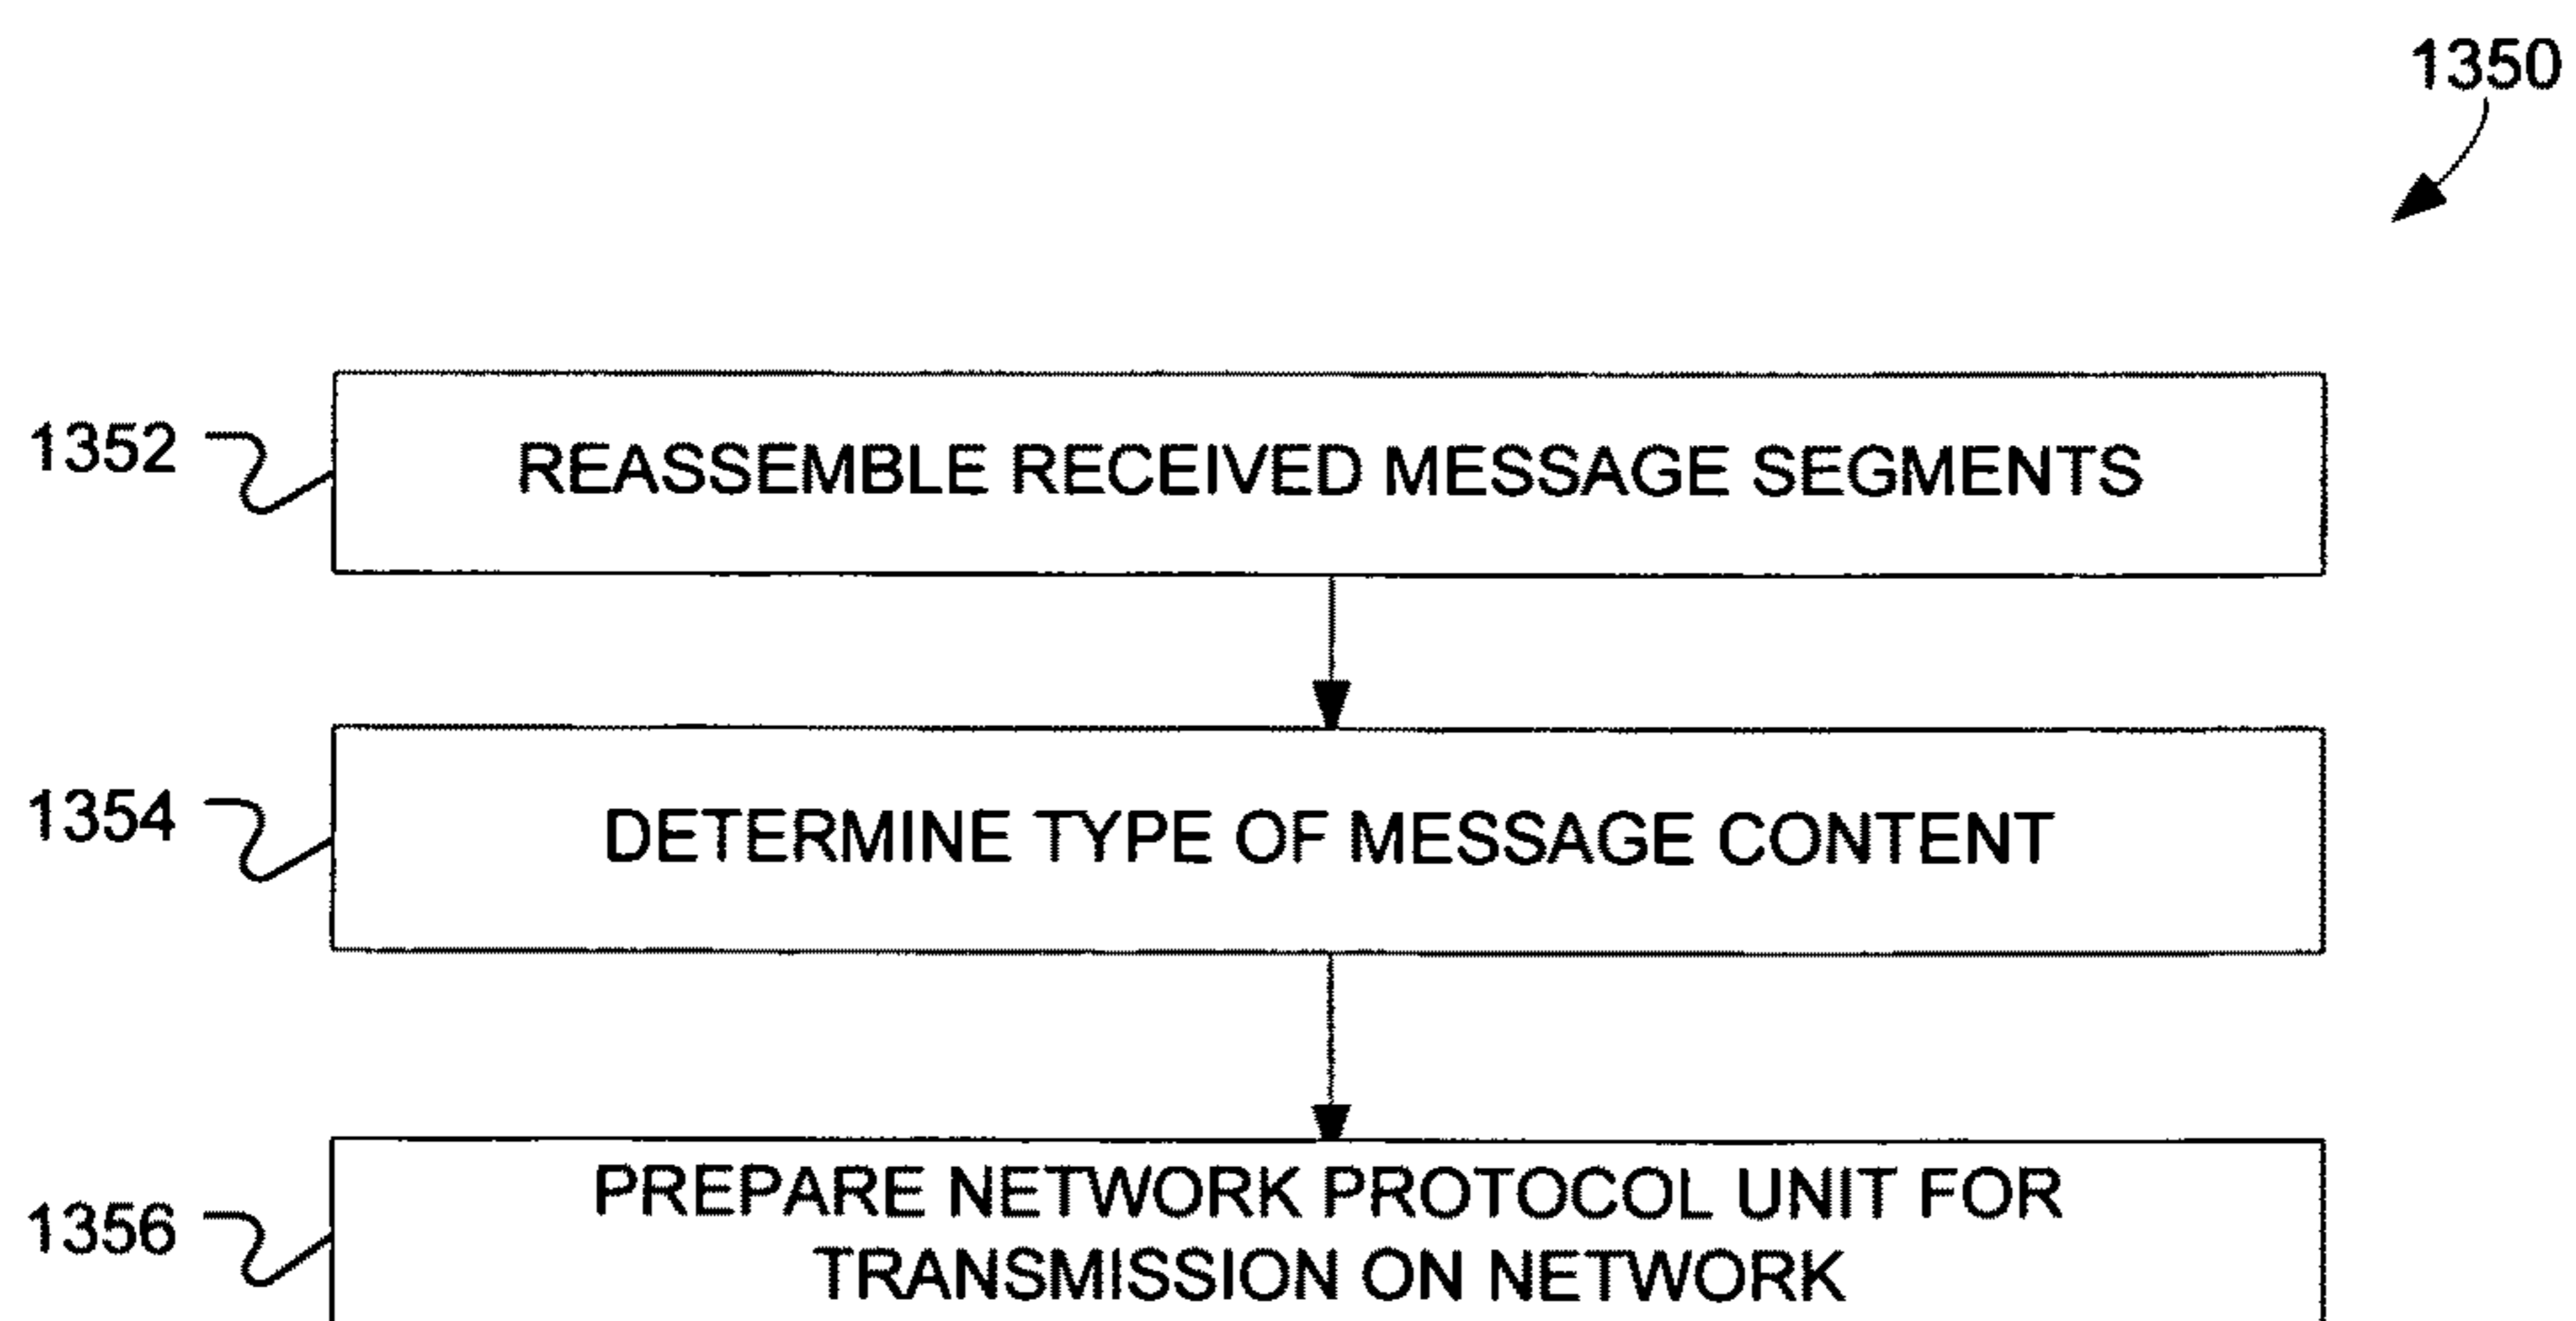 1350
1352
REASSEMBLE RECEIVED MESSAGE SEGMENTS
1354
DETERMINE TYPE OF MESSAGE CONTENT
1356
PREPARE NETWORK PROTOCOL UNIT FOR
TRANSMISSION ON NETWORK